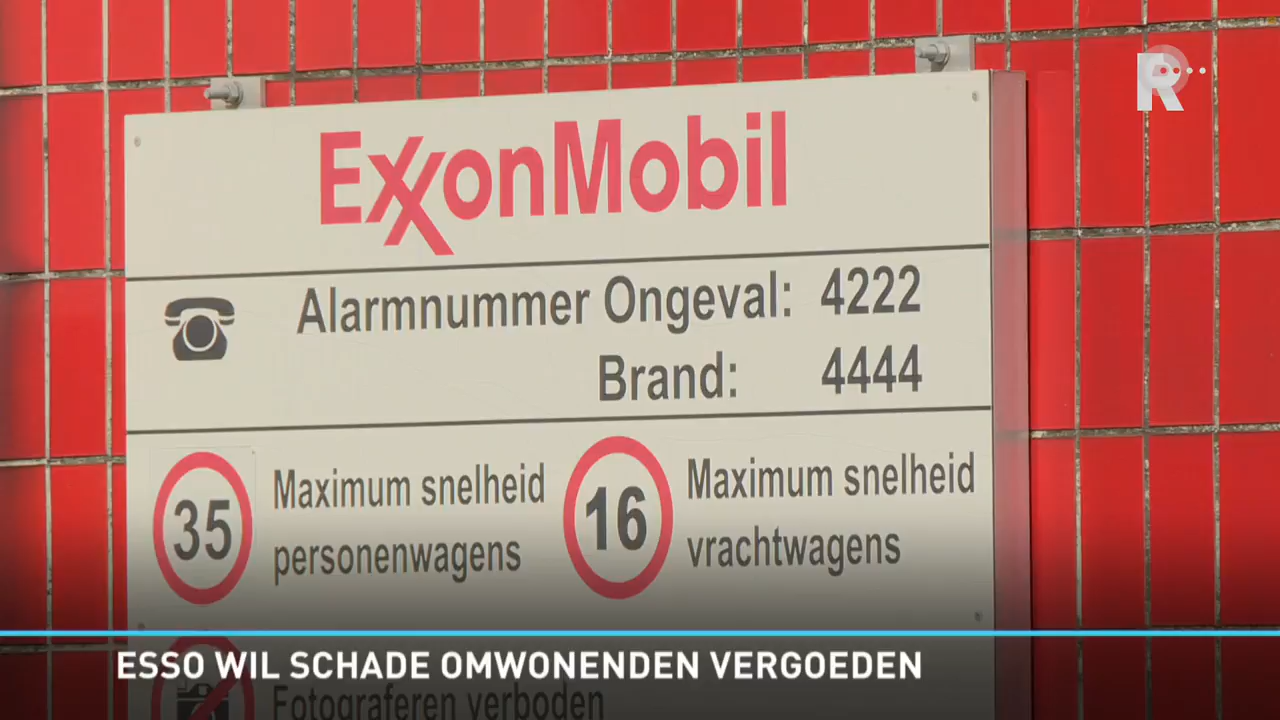 R
ExxonMobil
Alarmnummer Ongeval: 4222
Brand: 4444
35 Maximum snelheid personenwagens
16 Maximum snelheid vrachtwagens
ESSO WIL SCHADE OMWONENDEN VERGOEDEN
Fotograferen verboden